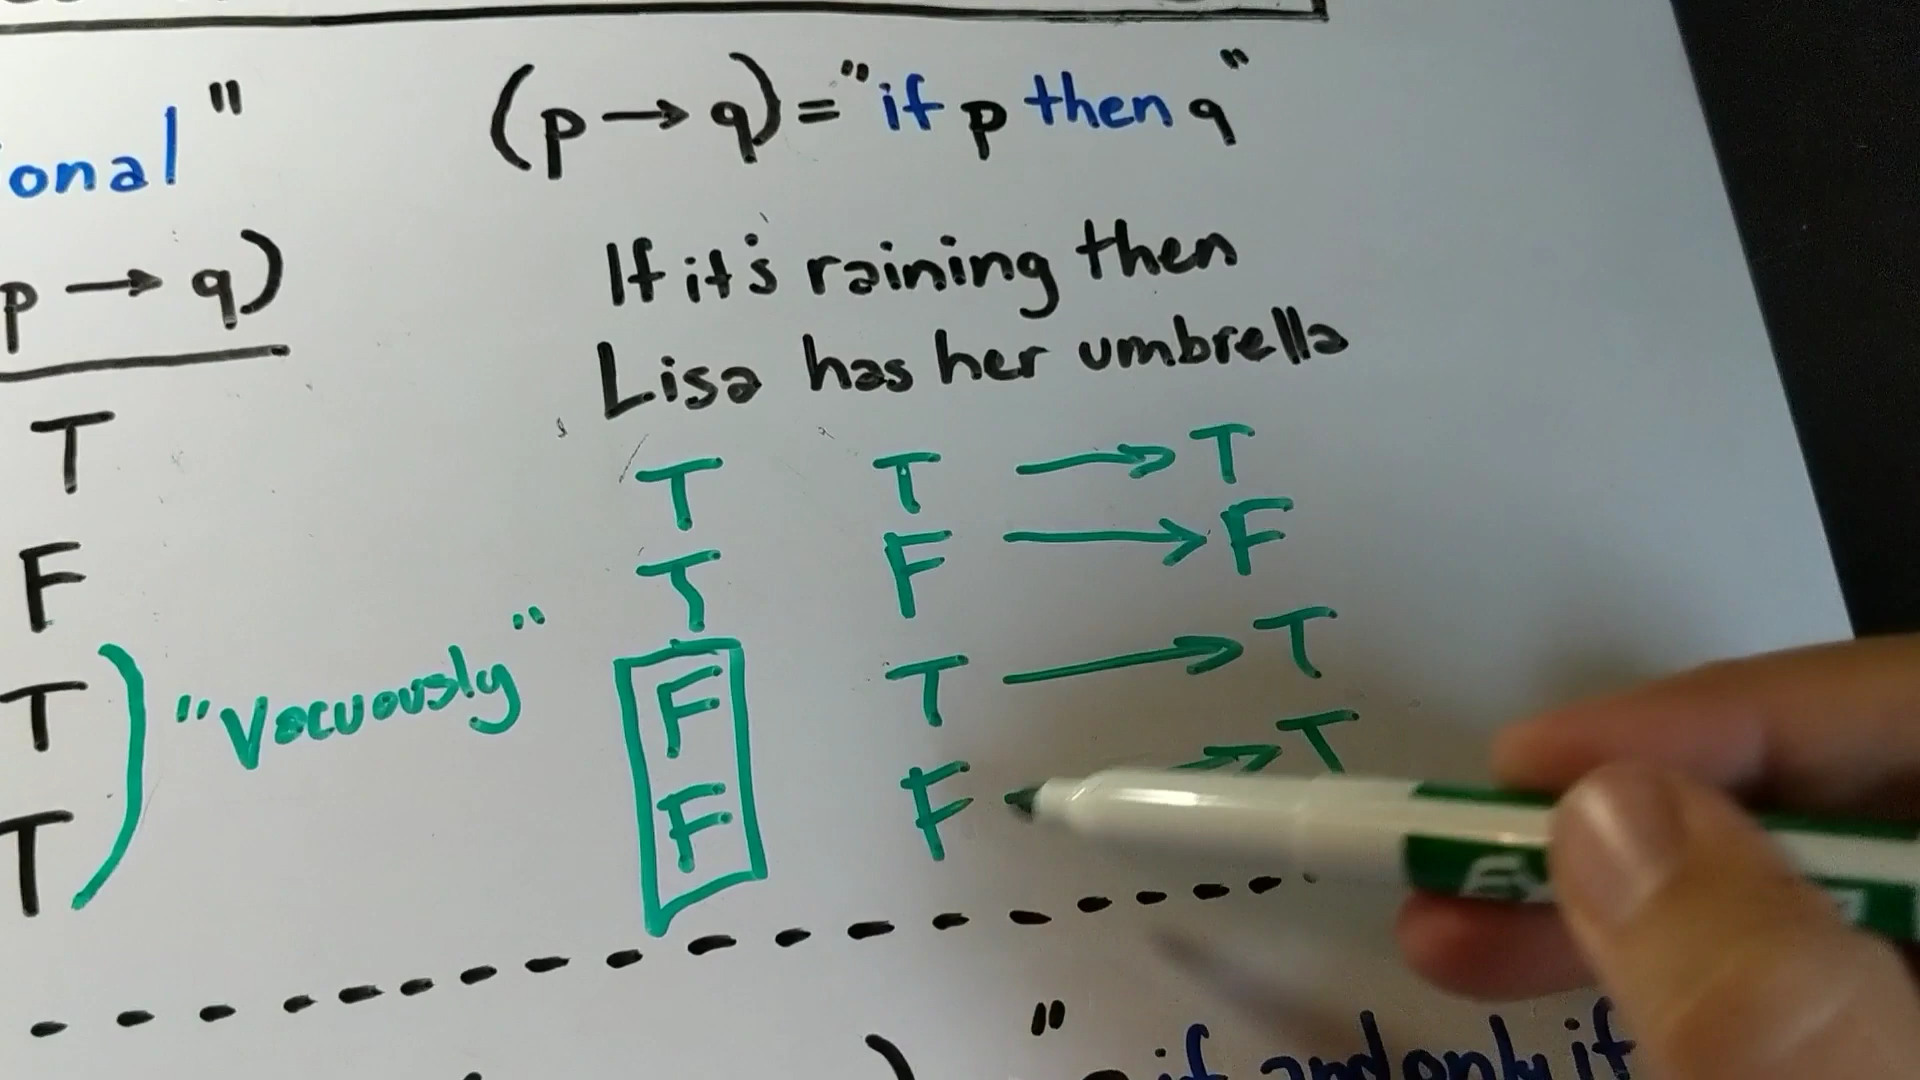 onal"
(p → q) = "if p then q"
p → q)
If it's raining then
Lisa has her umbrella
T
F
T
T
"Vacuously"
T T → T
T F → F
F T → T
F F → T
" if and only if